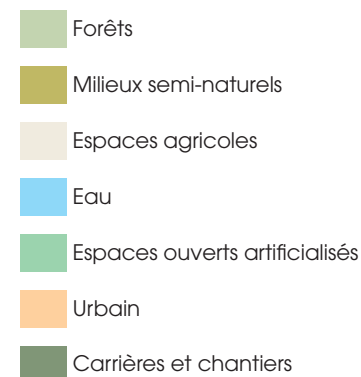 Forêts
Milieux semi-naturels
Espaces agricoles
Eau
Espaces ouverts artificialisés
Urbain
Carrières et chantiers